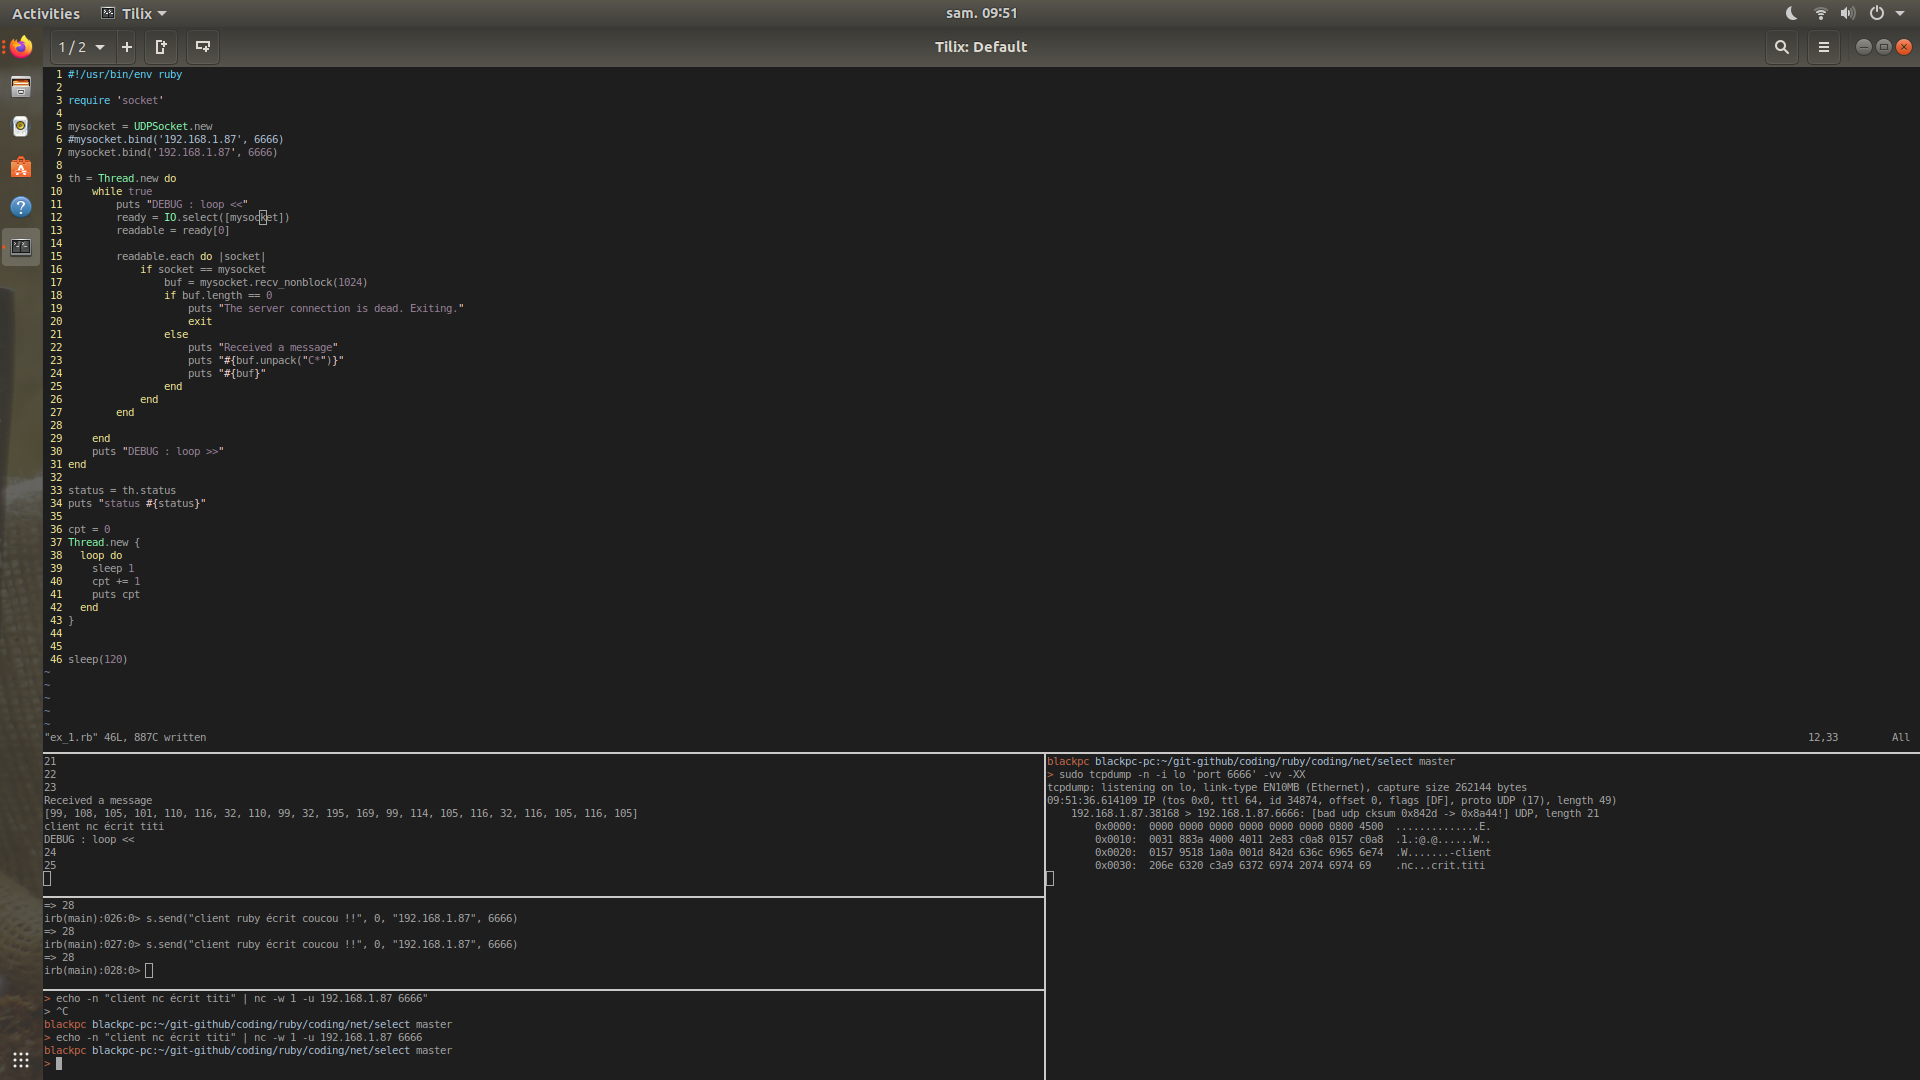 Activities Tilix sam. 09:51
1 / 2 Tilix: Default
1 #!/usr/bin/env ruby
2
3 require 'socket'
4
5 mysocket = UDPSocket.new
6 #mysocket.bind('192.168.1.87', 6666)
7 mysocket.bind('192.168.1.87', 6666)
8
9 th = Thread.new do
10     while true
11         puts "DEBUG : loop <<"
12         ready = IO.select([mysocket])
13         readable = ready[0]
14
15         readable.each do |socket|
16             if socket == mysocket
17                 buf = mysocket.recv_nonblock(1024)
18                 if buf.length == 0
19                     puts "The server connection is dead. Exiting."
20                     exit
21                 else
22                     puts "Received a message"
23                     puts "#{buf.unpack("C*")}"
24                     puts "#{buf}"
25                 end
26             end
27         end
28
29     end
30     puts "DEBUG : loop >>"
31 end
32
33 status = th.status
34 puts "status #{status}"
35
36 cpt = 0
37 Thread.new {
38   loop do
39     sleep 1
40     cpt += 1
41     puts cpt
42   end
43 }
44
45
46 sleep(120)
~
~
~
~
~
"ex_1.rb" 46L, 887C written 12,33 All
21
22
23
Received a message
[99, 108, 105, 101, 110, 116, 32, 110, 99, 32, 195, 169, 99, 114, 105, 116, 32, 116, 105, 116, 105]
client nc écrit titi
DEBUG : loop <<
24
25
=> 28
irb(main):026:0> s.send("client ruby écrit coucou !!", 0, "192.168.1.87", 6666)
=> 28
irb(main):027:0> s.send("client ruby écrit coucou !!", 0, "192.168.1.87", 6666)
=> 28
irb(main):028:0>
> echo -n "client nc écrit titi" | nc -w 1 -u 192.168.1.87 6666"
> ^C
blackpc blackpc-pc:~/git-github/coding/ruby/coding/net/select master
> echo -n "client nc écrit titi" | nc -w 1 -u 192.168.1.87 6666
blackpc blackpc-pc:~/git-github/coding/ruby/coding/net/select master
>
blackpc blackpc-pc:~/git-github/coding/ruby/coding/net/select master
> sudo tcpdump -n -i lo 'port 6666' -vv -XX
tcpdump: listening on lo, link-type EN10MB (Ethernet), capture size 262144 bytes
09:51:36.614109 IP (tos 0x0, ttl 64, id 34874, offset 0, flags [DF], proto UDP (17), length 49)
    192.168.1.87.38168 > 192.168.1.87.6666: [bad udp cksum 0x842d -> 0x8a44!] UDP, length 21
        0x0000:  0000 0000 0000 0000 0000 0000 0800 4500  ..............E.
        0x0010:  0031 883a 4000 4011 2e83 c0a8 0157 c0a8  .1.:@.@......W..
        0x0020:  0157 9518 1a0a 001d 842d 636c 6965 6e74  .W.......-client
        0x0030:  206e 6320 c3a9 6372 6974 2074 6974 69    .nc...crit.titi